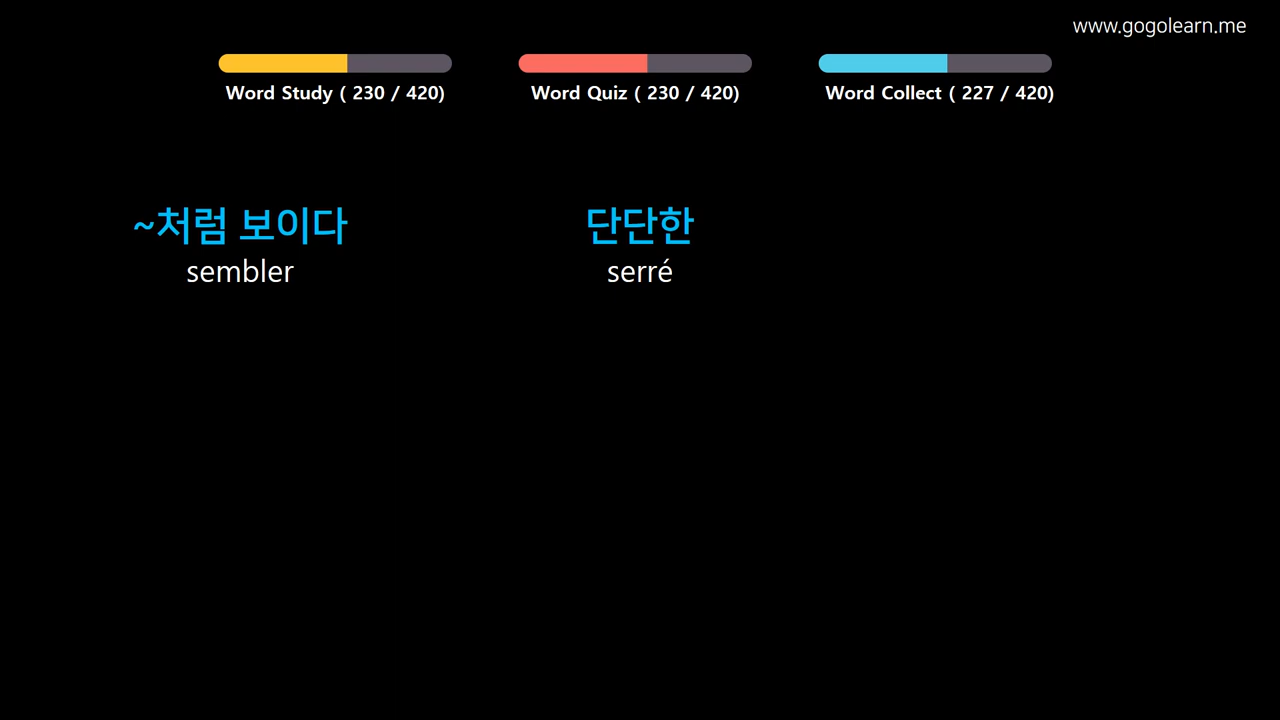 www.gogolearn.me
Word Study ( 230 / 420)
Word Quiz ( 230 / 420)
Word Collect ( 227 / 420)
~처럼 보이다
sembler
단단한
serré